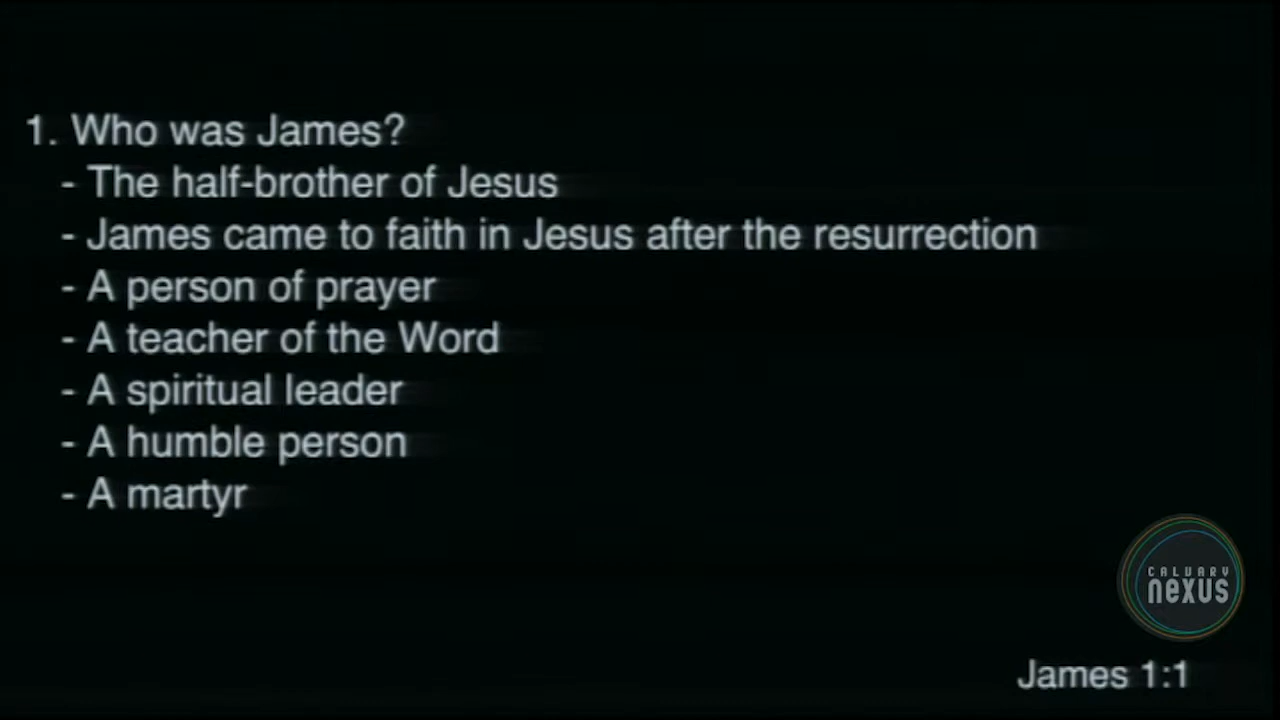 1. Who was James?
- The half-brother of Jesus
- James came to faith in Jesus after the resurrection
- A person of prayer
- A teacher of the Word
- A spiritual leader
- A humble person
- A martyr
CALVARY
nexus
James 1:1